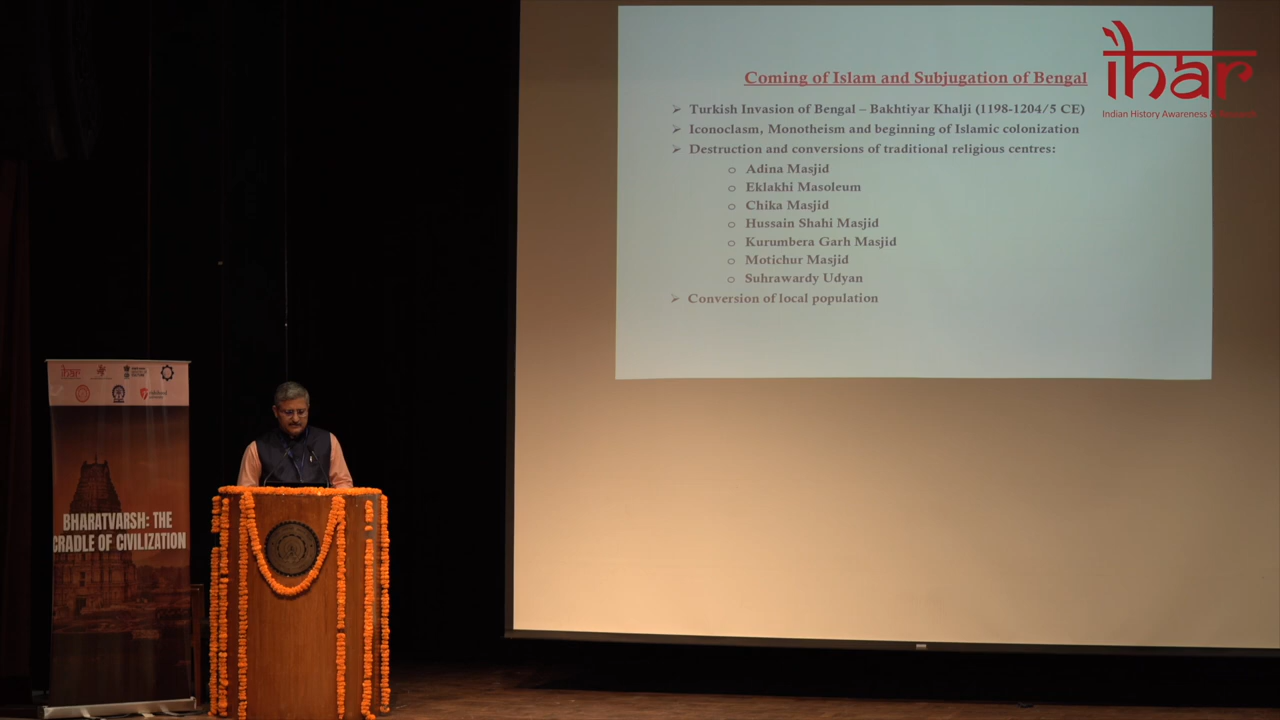 Coming of Islam and Subjugation of Bengal
➢ Turkish Invasion of Bengal – Bakhtiyar Khalji (1198-1204/5 CE)
➢ Iconoclasm, Monotheism and beginning of Islamic colonization
➢ Destruction and conversions of traditional religious centres:
o Adina Masjid
o Eklakhi Masoleum
o Chika Masjid
o Hussain Shahi Masjid
o Kurumbera Garh Masjid
o Motichur Masjid
o Suhrawardy Udyan
➢ Conversion of local population
ihar
Indian History Awareness &
ihar
BHARATVARSH: THE
CRADLE OF CIVILIZATION